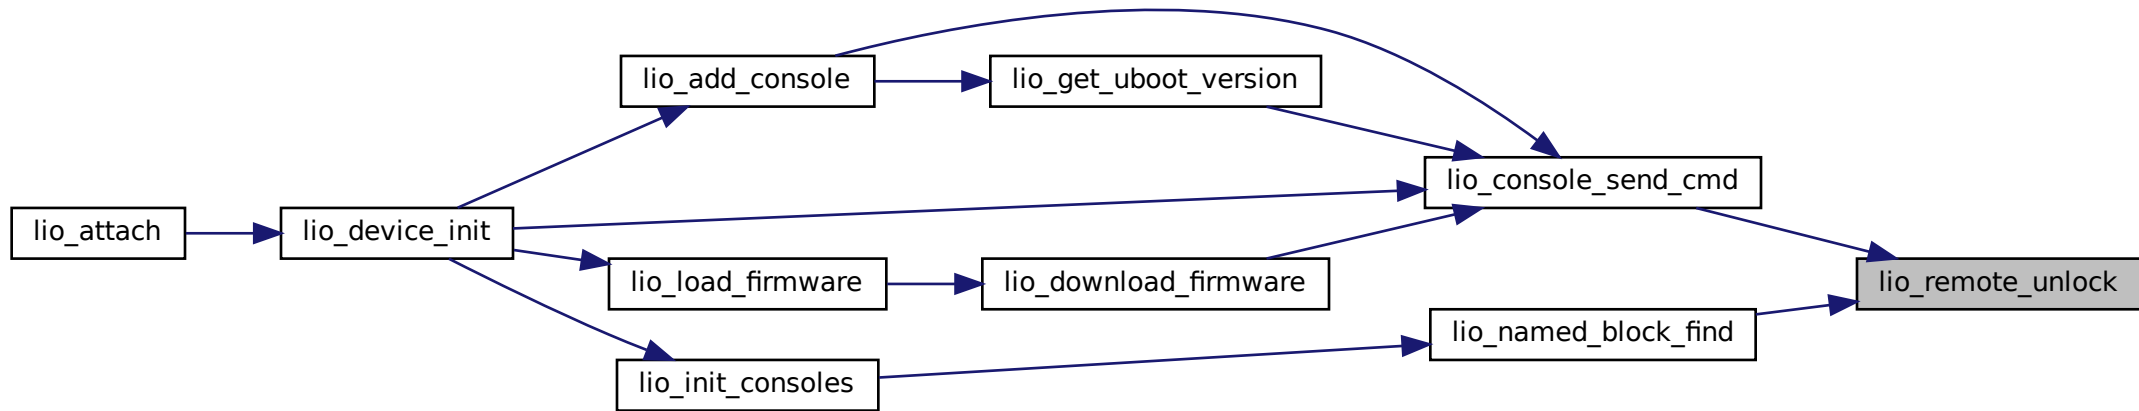 lio_add_console
lio_get_uboot_version
lio_console_send_cmd
lio_attach
lio_device_init
lio_load_firmware
lio_download_firmware
lio_remote_unlock
lio_named_block_find
lio_init_consoles